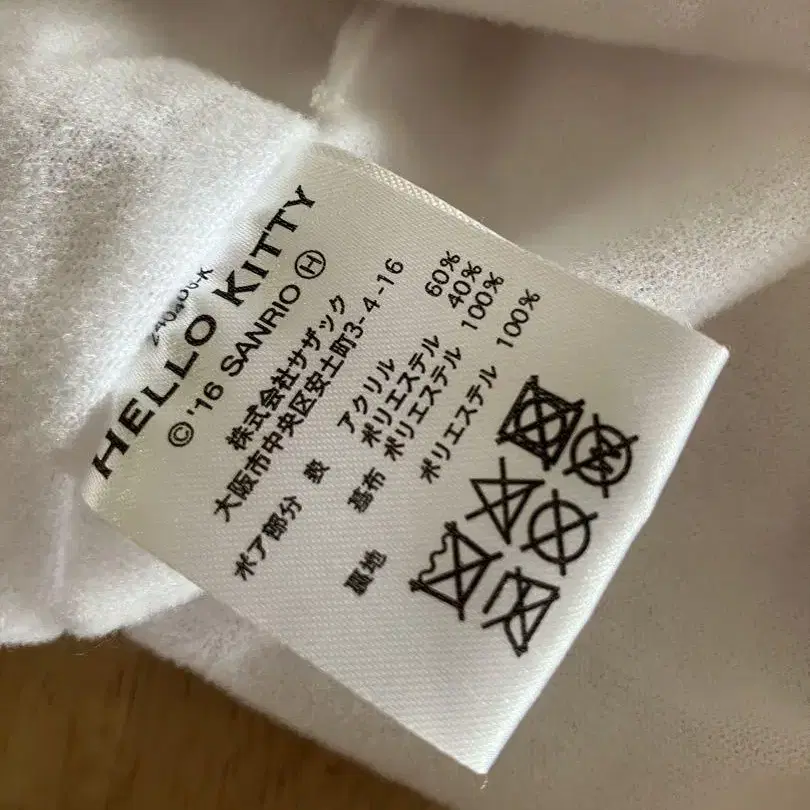 HELLO KITTY
©'16 SANRIO Ⓗ
株式会社サザック
大阪市中央区安土町3-4-16
ボア部分 表 アクリル 60%
ポリエステル 40%
基布 ポリエステル 100%
裏地 ポリエステル 100%
W